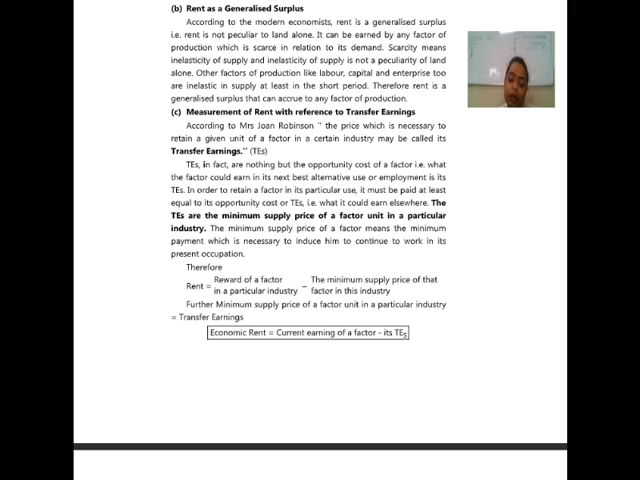 (b) Rent as a Generalised Surplus
According to the modern economists, rent is a generalised surplus
i.e. rent is not peculiar to land alone. It can be earned by any factor of
production which is scarce in relation to its demand. Scarcity means
inelasticity of supply and inelasticity of supply is not a peculiarity of land
alone. Other factors of production like labour, capital and enterprise too
are inelastic in supply at least in the short period. Therefore rent is a
generalised surplus that can accrue to any factor of production.
(c) Measurement of Rent with reference to Transfer Earnings
According to Mrs Joan Robinson " the price which is necessary to
retain a given unit of a factor in a certain industry may be called its
Transfer Earnings." (TEs)
TEs, in fact, are nothing but the opportunity cost of a factor i.e. what
the factor could earn in its next best alternative use or employment is its
TEs. In order to retain a factor in its particular use, it must be paid at least
equal to its opportunity cost or TEs, i.e. what it could earn elsewhere. The
TEs are the minimum supply price of a factor unit in a particular
industry. The minimum supply price of a factor means the minimum
payment which is necessary to induce him to continue to work in its
present occupation.
Therefore
Rent = Reward of a factor in a particular industry − The minimum supply price of that factor in this industry
Further Minimum supply price of a factor unit in a particular industry
= Transfer Earnings
Economic Rent = Current earning of a factor - its TEs